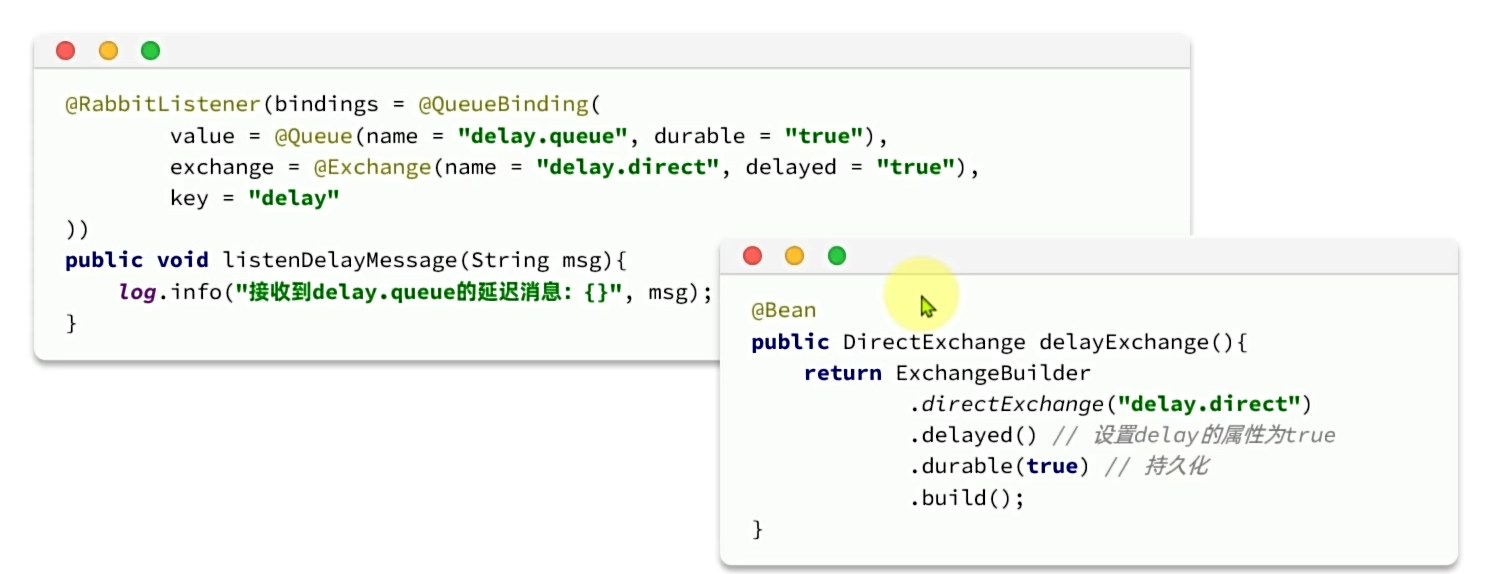 @RabbitListener(bindings = @QueueBinding(
        value = @Queue(name = "delay.queue", durable = "true"),
        exchange = @Exchange(name = "delay.direct", delayed = "true"),
        key = "delay"
))
public void listenDelayMessage(String msg){
    log.info("接收到delay.queue的延迟消息: {}", msg);
}
@Bean
public DirectExchange delayExchange(){
    return ExchangeBuilder
            .directExchange("delay.direct")
            .delayed() // 设置delay的属性为true
            .durable(true) // 持久化
            .build();
}